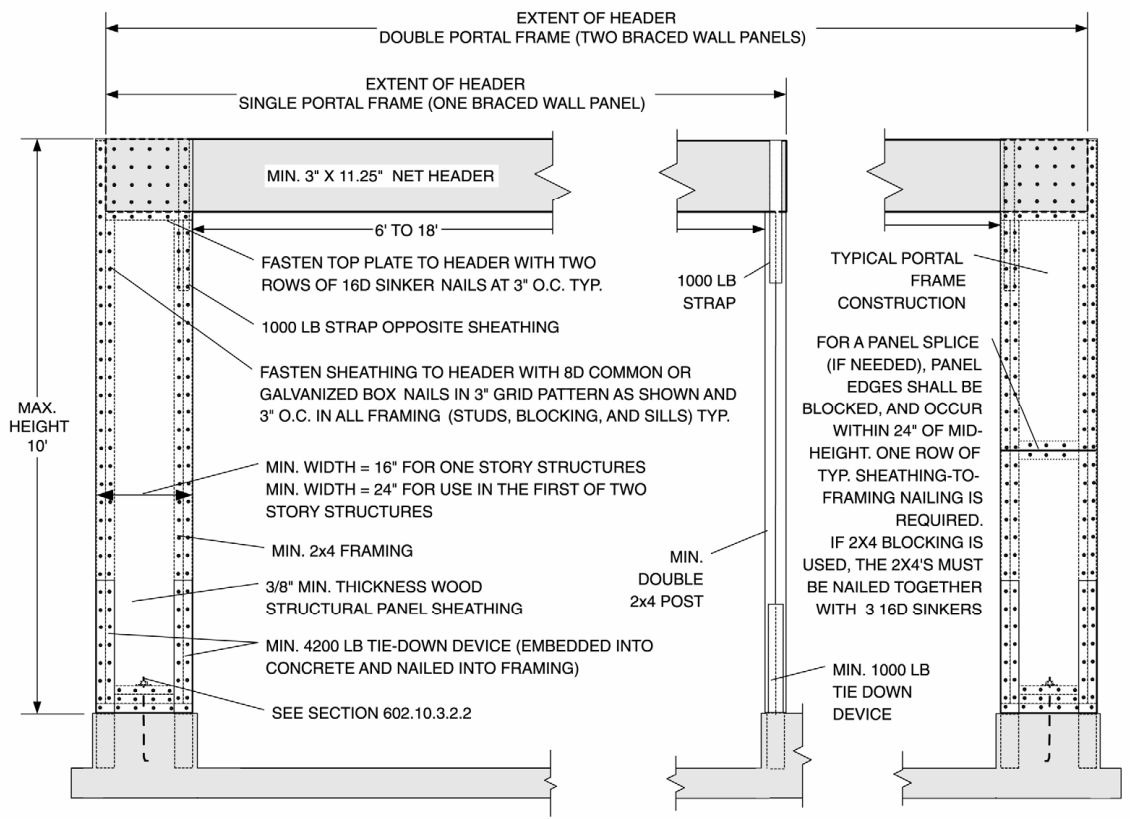 EXTENT OF HEADER
DOUBLE PORTAL FRAME (TWO BRACED WALL PANELS)
EXTENT OF HEADER
SINGLE PORTAL FRAME (ONE BRACED WALL PANEL)
MIN. 3" X 11.25" NET HEADER
6' TO 18'
FASTEN TOP PLATE TO HEADER WITH TWO
ROWS OF 16D SINKER NAILS AT 3" O.C. TYP.
1000 LB STRAP OPPOSITE SHEATHING
FASTEN SHEATHING TO HEADER WITH 8D COMMON OR
GALVANIZED BOX NAILS IN 3" GRID PATTERN AS SHOWN AND
3" O.C. IN ALL FRAMING (STUDS, BLOCKING, AND SILLS) TYP.
MAX.
HEIGHT
10'
MIN. WIDTH = 16" FOR ONE STORY STRUCTURES
MIN. WIDTH = 24" FOR USE IN THE FIRST OF TWO
STORY STRUCTURES
MIN. 2x4 FRAMING
3/8" MIN. THICKNESS WOOD
STRUCTURAL PANEL SHEATHING
MIN. 4200 LB TIE-DOWN DEVICE (EMBEDDED INTO
CONCRETE AND NAILED INTO FRAMING)
SEE SECTION 602.10.3.2.2
1000 LB
STRAP
MIN.
DOUBLE
2x4 POST
MIN. 1000 LB
TIE DOWN
DEVICE
TYPICAL PORTAL
FRAME
CONSTRUCTION
FOR A PANEL SPLICE
(IF NEEDED), PANEL
EDGES SHALL BE
BLOCKED, AND OCCUR
WITHIN 24" OF MID-
HEIGHT. ONE ROW OF
TYP. SHEATHING-TO-
FRAMING NAILING IS
REQUIRED.
IF 2X4 BLOCKING IS
USED, THE 2X4'S MUST
BE NAILED TOGETHER
WITH 3 16D SINKERS